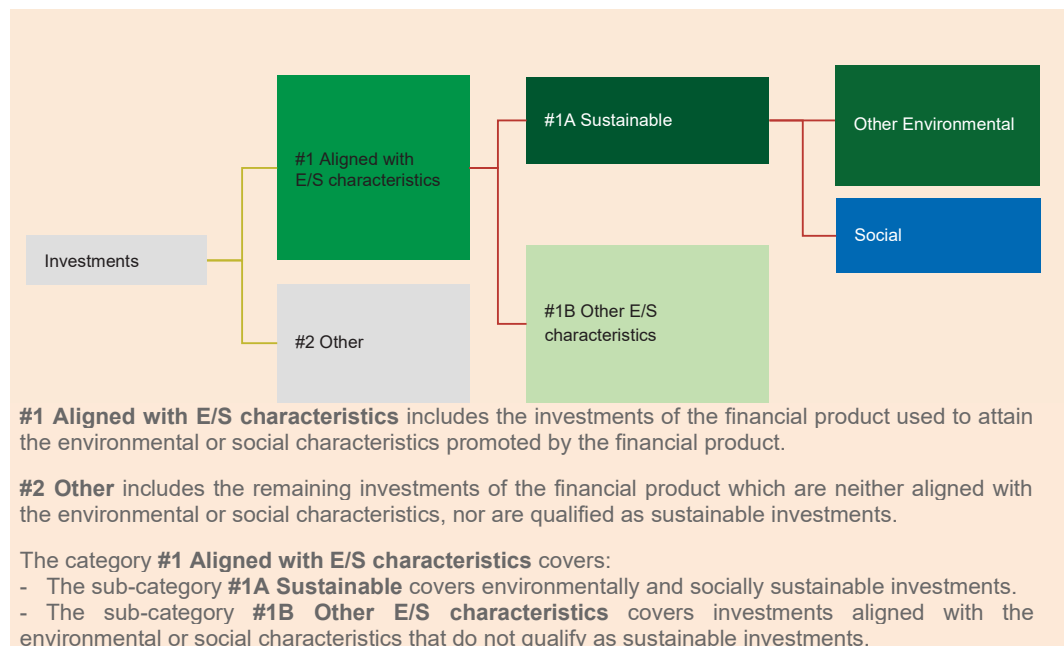 #1A Sustainable
Other Environmental
#1 Aligned with
E/S characteristics
Social
Investments
#1B Other E/S
characteristics
#2 Other
#1 Aligned with E/S characteristics includes the investments of the financial product used to attain
the environmental or social characteristics promoted by the financial product.
#2 Other includes the remaining investments of the financial product which are neither aligned with
the environmental or social characteristics, nor are qualified as sustainable investments.
The category #1 Aligned with E/S characteristics covers:
- The sub-category #1A Sustainable covers environmentally and socially sustainable investments.
- The sub-category #1B Other E/S characteristics covers investments aligned with the
environmental or social characteristics that do not qualify as sustainable investments.